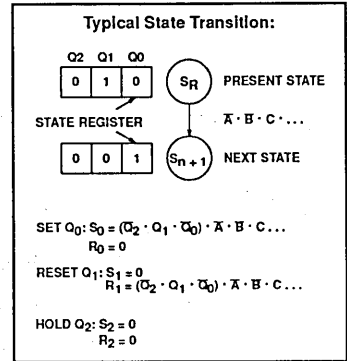 Typical State Transition:
Q2 Q1 Q0
0 1 0
S_R PRESENT STATE
STATE REGISTER
A̅ · B̅ · C · ...
0 0 1
S_{n+1} NEXT STATE
SET Q₀: S₀ = (Q̅₂ · Q₁ · Q̅₀) · A̅ · B̅ · C ...
R₀ = 0
RESET Q₁: S₁ = 0
R₁ = (Q̅₂ · Q₁ · Q̅₀) · A̅ · B̅ · C ...
HOLD Q₂: S₂ = 0
R₂ = 0